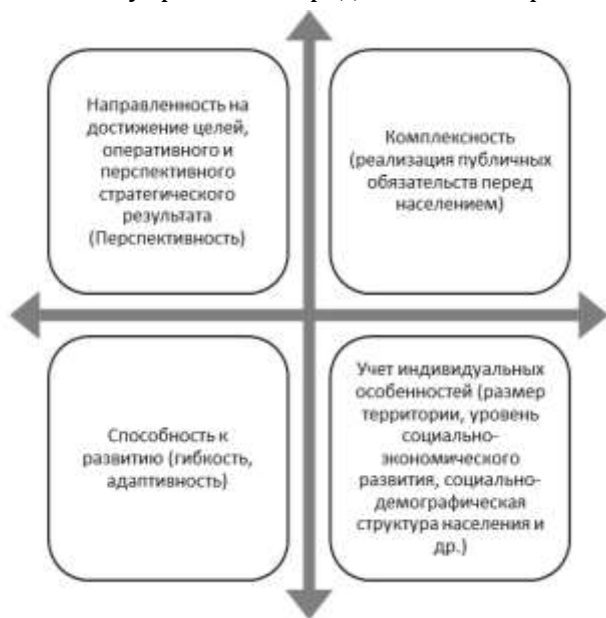 Направленность на
достижение целей,
оперативного и
перспективного
стратегического
результата
(Перспективность)
Комплексность
(реализация публичных
обязательств перед
населением)
Способность к
развитию (гибкость,
адаптивность)
Учет индивидуальных
особенностей (размер
территории, уровень
социально-
экономического
развития, социально-
демографическая
структура населения и
др.)